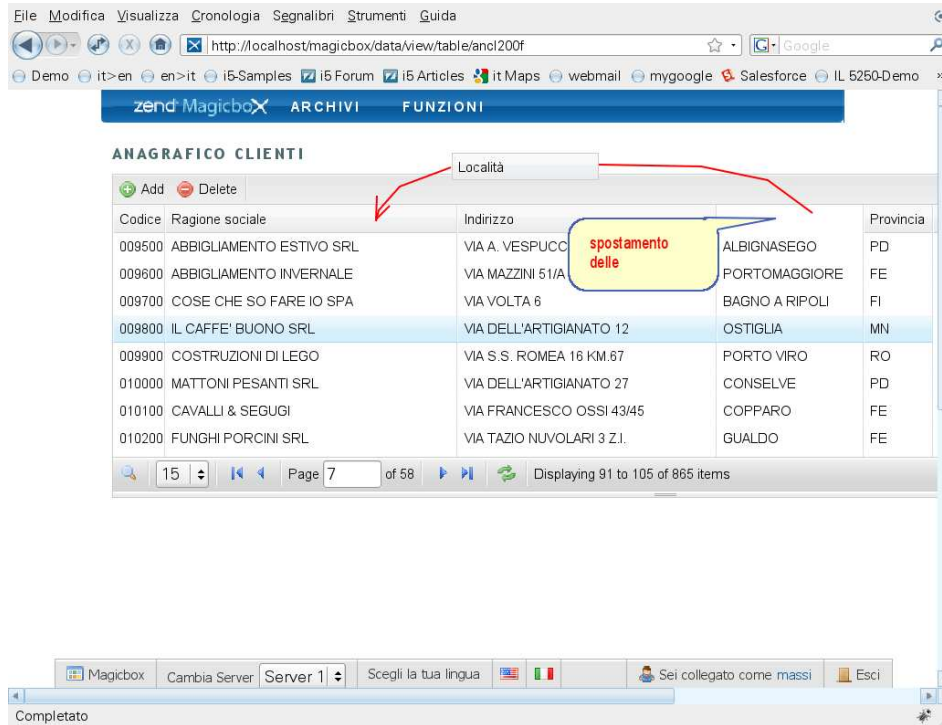 File Modifica Visualizza Cronologia Segnalibri Strumenti Guida
http://localhost/magicbox/data/view/table/ancl200f
G Google
Demo it>en en>it i5-Samples i5 Forum i5 Articles it Maps webmail mygoogle Salesforce IL 5250-Demo »
zend Magicbox ARCHIVI FUNZIONI
ANAGRAFICO CLIENTI
Località
Add Delete
Codice Ragione sociale Indirizzo Provincia
spostamento
delle
009500 ABBIGLIAMENTO ESTIVO SRL VIA A. VESPUCC ALBIGNASEGO PD
009600 ABBIGLIAMENTO INVERNALE VIA MAZZINI 51/A PORTOMAGGIORE FE
009700 COSE CHE SO FARE IO SPA VIA VOLTA 6 BAGNO A RIPOLI FI
009800 IL CAFFE' BUONO SRL VIA DELL'ARTIGIANATO 12 OSTIGLIA MN
009900 COSTRUZIONI DI LEGO VIA S.S. ROMEA 16 KM.67 PORTO VIRO RO
010000 MATTONI PESANTI SRL VIA DELL'ARTIGIANATO 27 CONSELVE PD
010100 CAVALLI & SEGUGI VIA FRANCESCO OSSI 43/45 COPPARO FE
010200 FUNGHI PORCINI SRL VIA TAZIO NUVOLARI 3 Z.I. GUALDO FE
15 Page 7 of 58 Displaying 91 to 105 of 865 items
Magicbox Cambia Server Server 1 Scegli la tua lingua Sei collegato come massi Esci
Completato